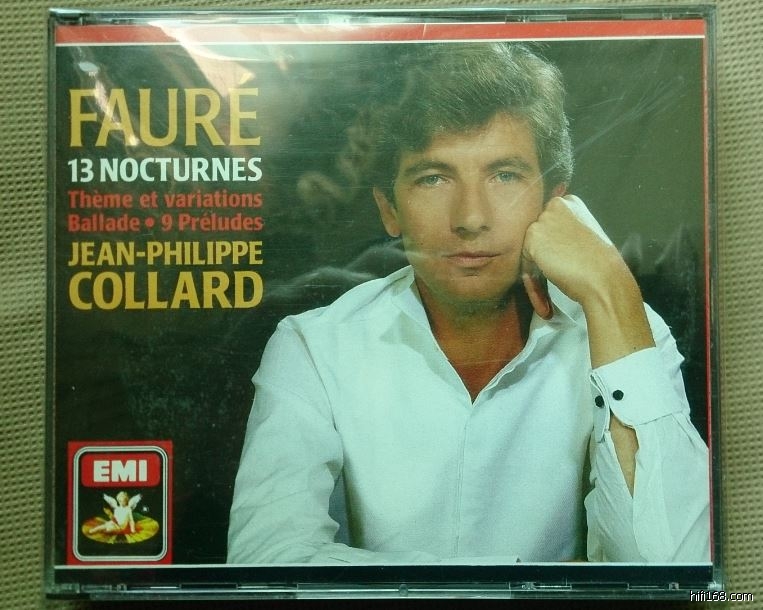 FAURÉ
13 NOCTURNES
Thème et variations
Ballade • 9 Préludes
JEAN-PHILIPPE
COLLARD
EMI
hifi168.com